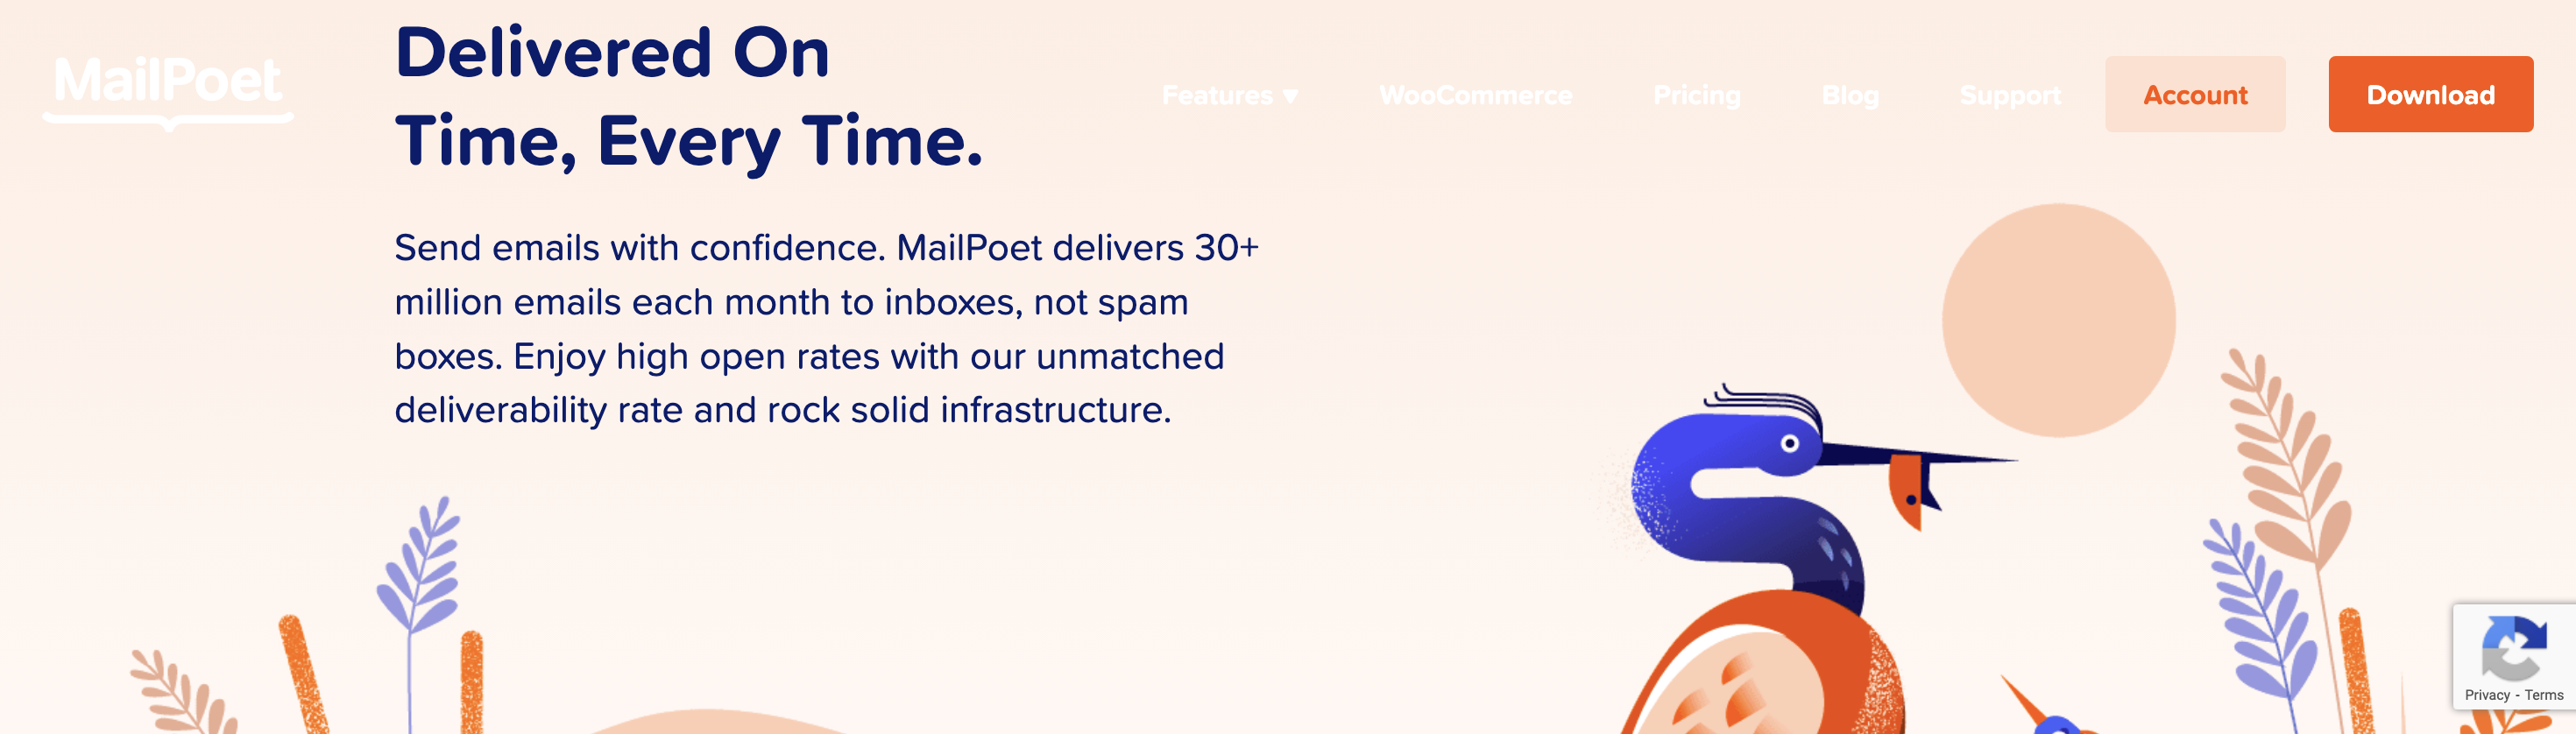 MailPoet
Delivered On
Time, Every Time.
Features ▼ WooCommerce Pricing Blog Support Account Download
Send emails with confidence. MailPoet delivers 30+
million emails each month to inboxes, not spam
boxes. Enjoy high open rates with our unmatched
deliverability rate and rock solid infrastructure.
Privacy - Terms